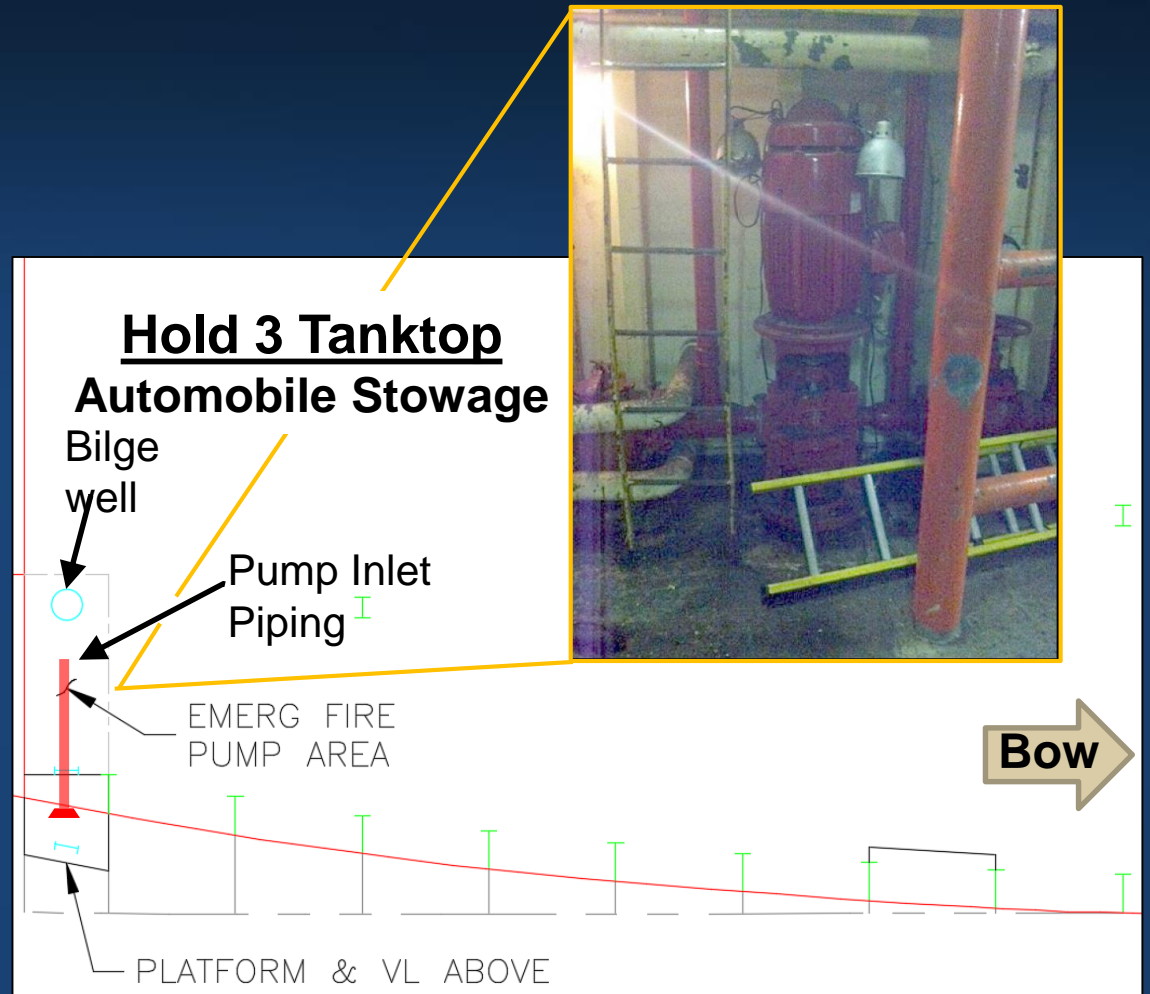 Hold 3 Tanktop
Automobile Stowage
Bilge
well
Pump Inlet
Piping
EMERG FIRE
PUMP AREA
Bow
PLATFORM & VL ABOVE